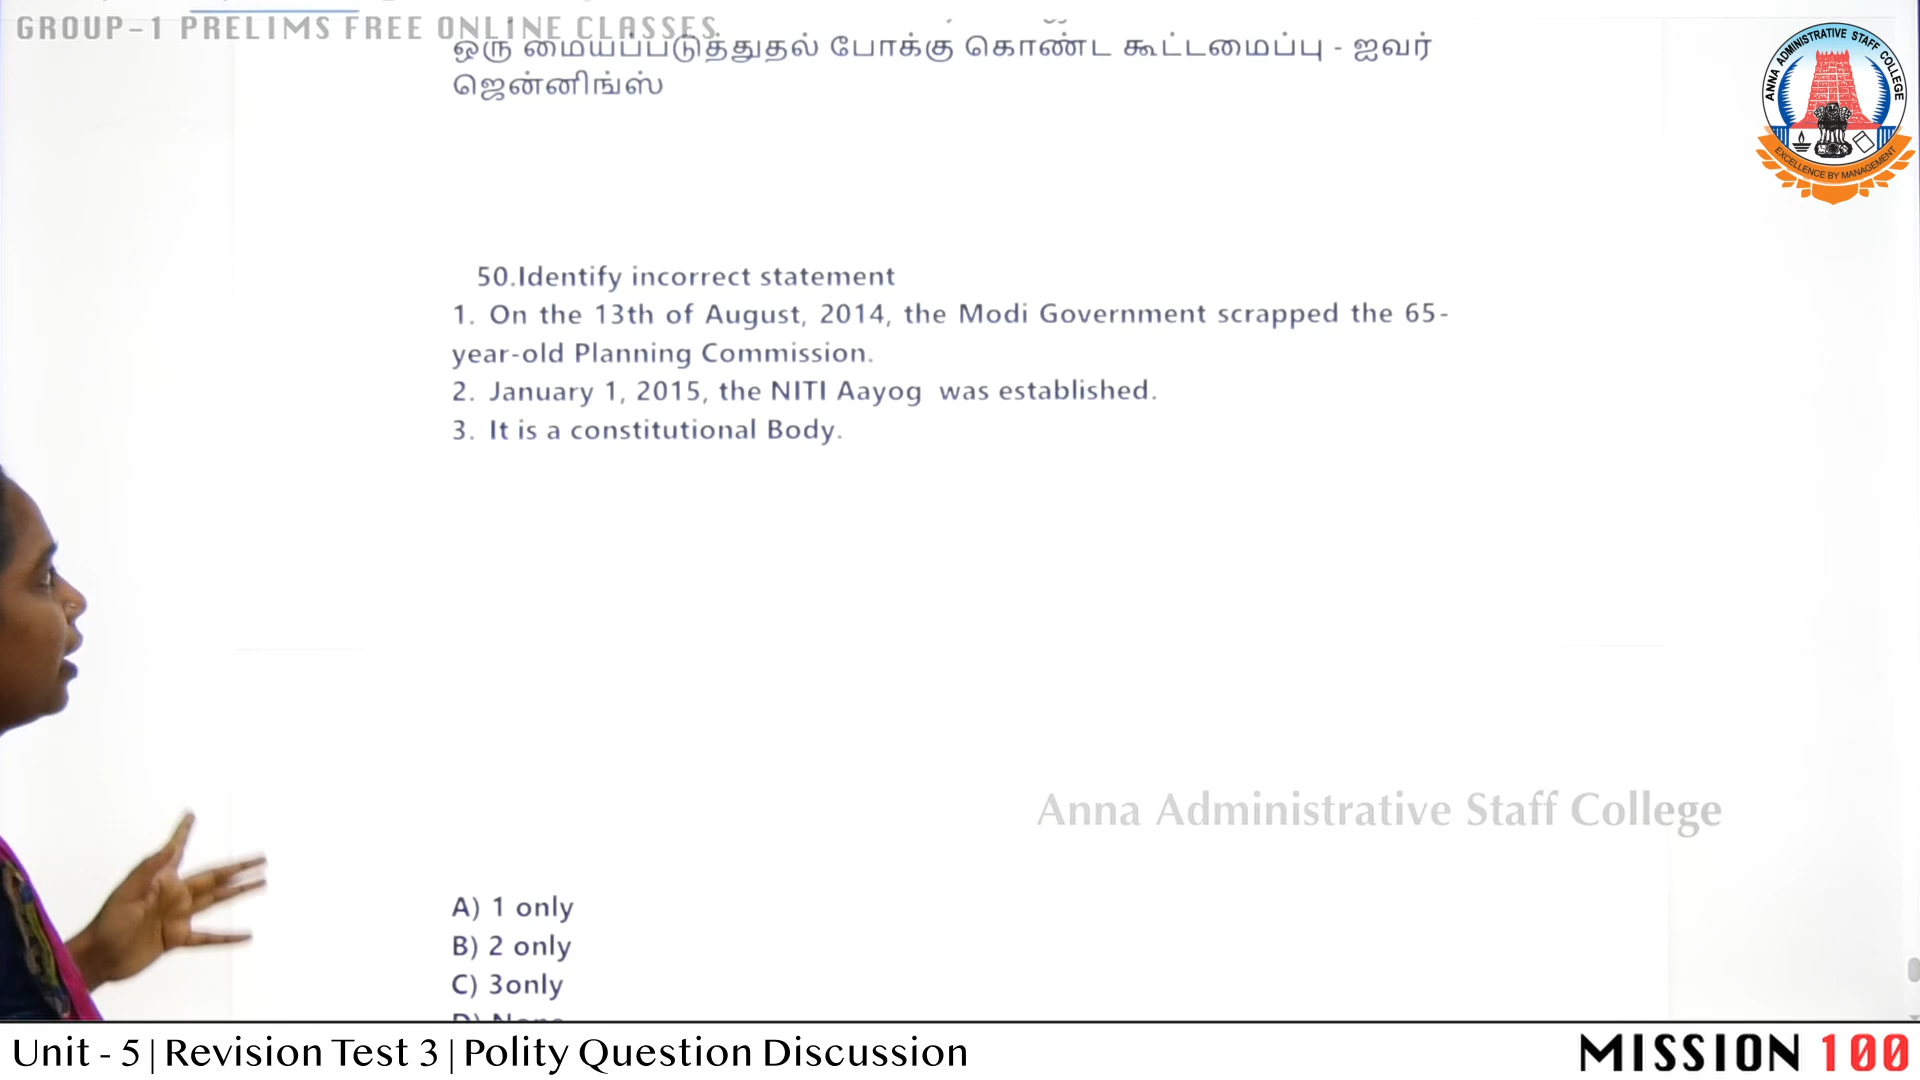 GROUP-1 PRELIMS FREE ONLINE CLASSES
ஒரு மையப்படுத்துதல் போக்கு கொண்ட கூட்டமைப்பு - ஐவர்
ஜென்னிங்ஸ்
ANNA ADMINISTRATIVE STAFF COLLEGE
EXCELLENCE BY MANAGEMENT
50.Identify incorrect statement
1. On the 13th of August, 2014, the Modi Government scrapped the 65-
year-old Planning Commission.
2. January 1, 2015, the NITI Aayog was established.
3. It is a constitutional Body.
Anna Administrative Staff College
A) 1 only
B) 2 only
C) 3only
Unit - 5 | Revision Test 3 | Polity Question Discussion
MISSION 100